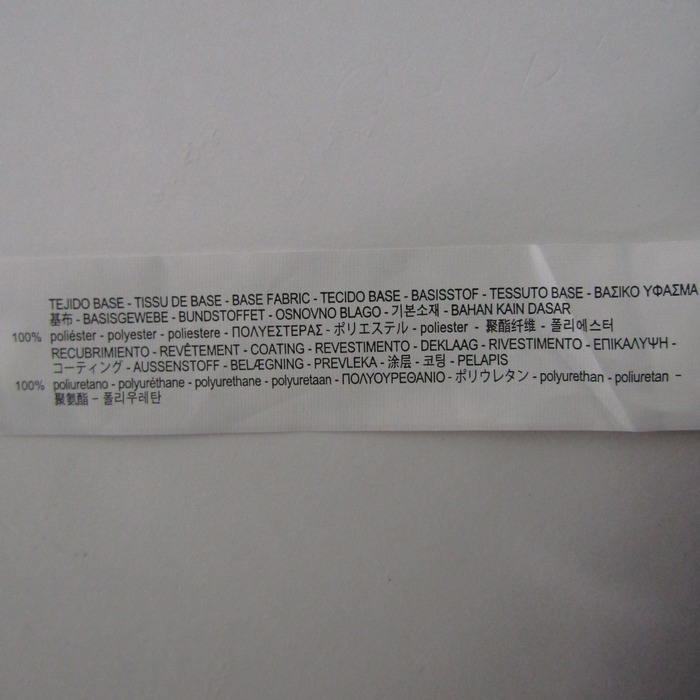 TEJIDO BASE - TISSU DE BASE - BASE FABRIC - TECIDO BASE - BASISSTOF - TESSUTO BASE - ΒΑΣΙΚΟ ΥΦΑΣΜΑ
基布 - BASISGEWEBE - BUNDSTOFFET - OSNOVNO BLAGO - 기본소재 - BAHAN KAIN DASAR
100% poliéster - polyester - poliestere - ΠΟΛΥΕΣΤΕΡΑΣ - ポリエステル - poliester - 聚酯纤维 - 폴리에스터
RECUBRIMIENTO - REVÊTEMENT - COATING - REVESTIMENTO - DEKLAAG - RIVESTIMENTO - ΕΠΙΚΑΛΥΨΗ -
コーティング - AUSSENSTOFF - BELÆGNING - PREVLEKA - 涂层 - 코팅 - PELAPIS
100% poliuretano - polyuréthane - polyurethane - polyuretaan - ΠΟΛΥΟΥΡΕΘΑΝΙΟ - ポリウレタン - polyurethan - poliuretan -
聚氨酯 - 폴리우레탄